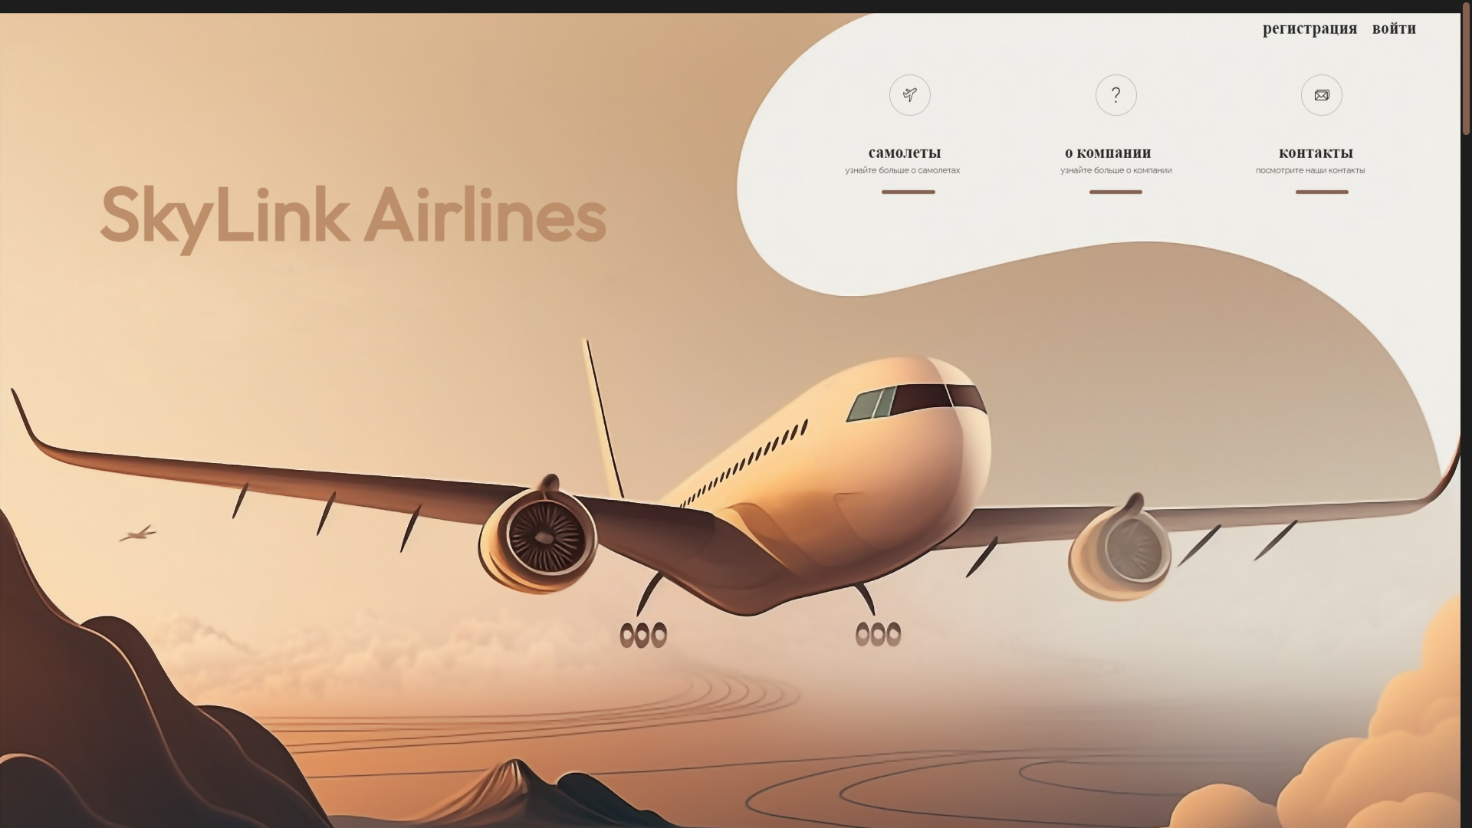 регистрация войти
SkyLink Airlines
самолеты
узнайте больше о самолетах
?
о компании
узнайте больше о компании
контакты
посмотрите наши контакты